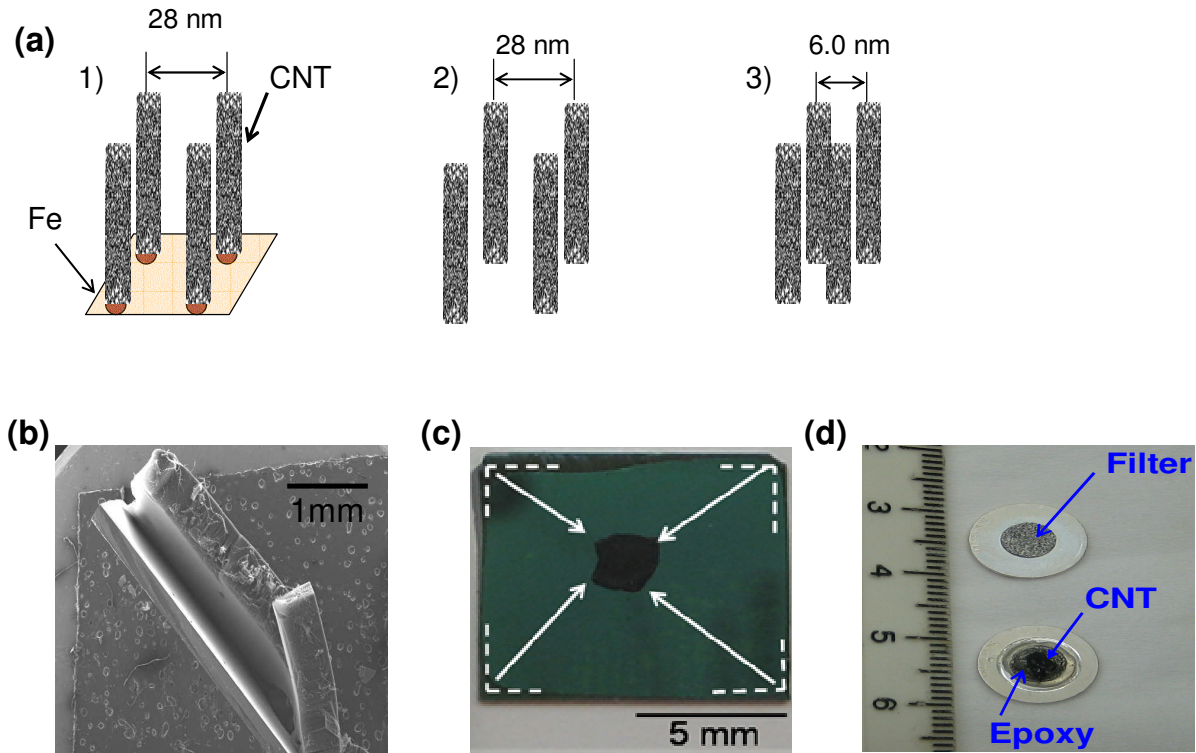 (a)
28 nm
1)
CNT
Fe
28 nm
2)
6.0 nm
3)
(b)
1mm
(c)
5 mm
(d)
Filter
3
4
CNT
5
6
Epoxy